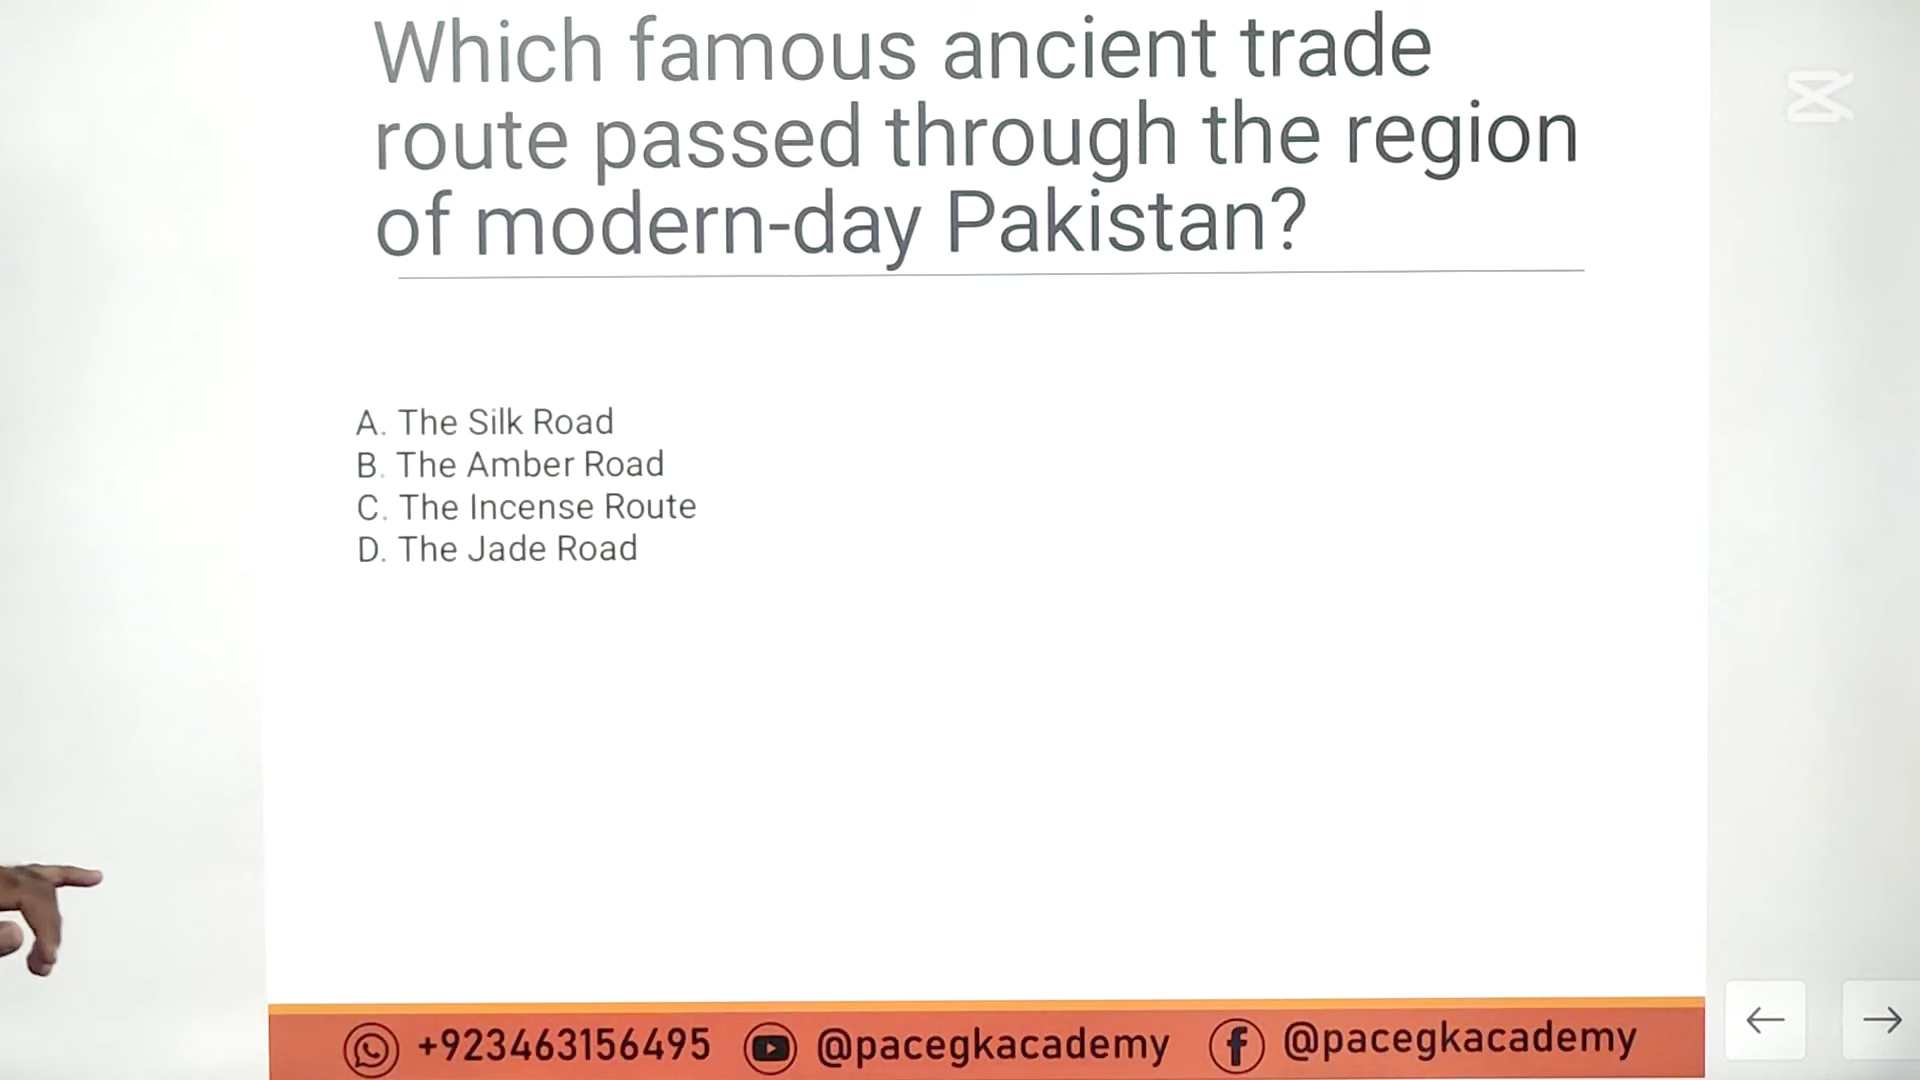 Which famous ancient trade
route passed through the region
of modern-day Pakistan?
A. The Silk Road
B. The Amber Road
C. The Incense Route
D. The Jade Road
+923463156495 @pacegkacademy @pacegkacademy